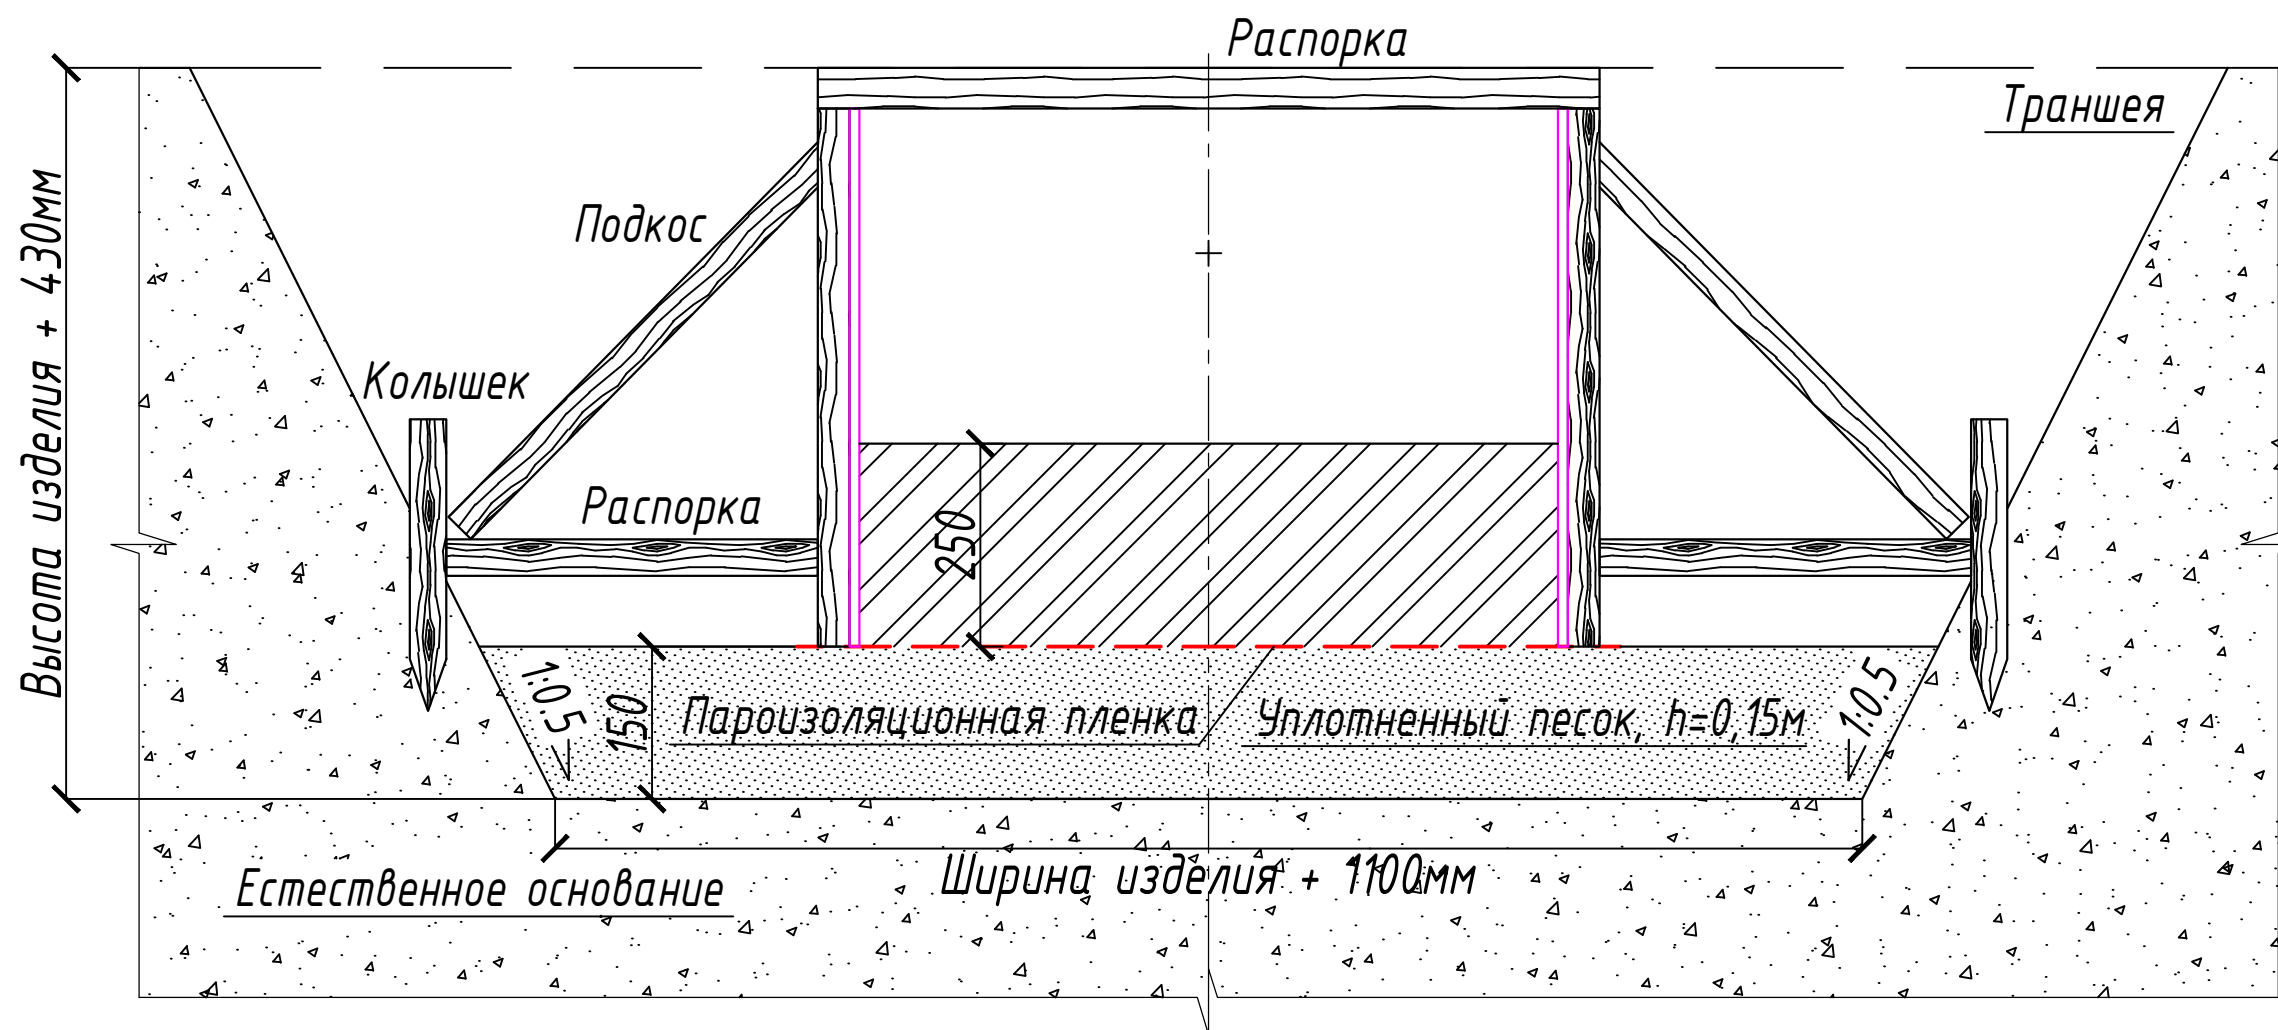 Распорка
Траншея
Подкос
Высота изделия + 430мм
Колышек
Распорка
250
1:0.5
150
Пароизоляционная пленка
Уплотненный песок, h=0,15м
1:0.5
Ширина изделия + 1100мм
Естественное основание